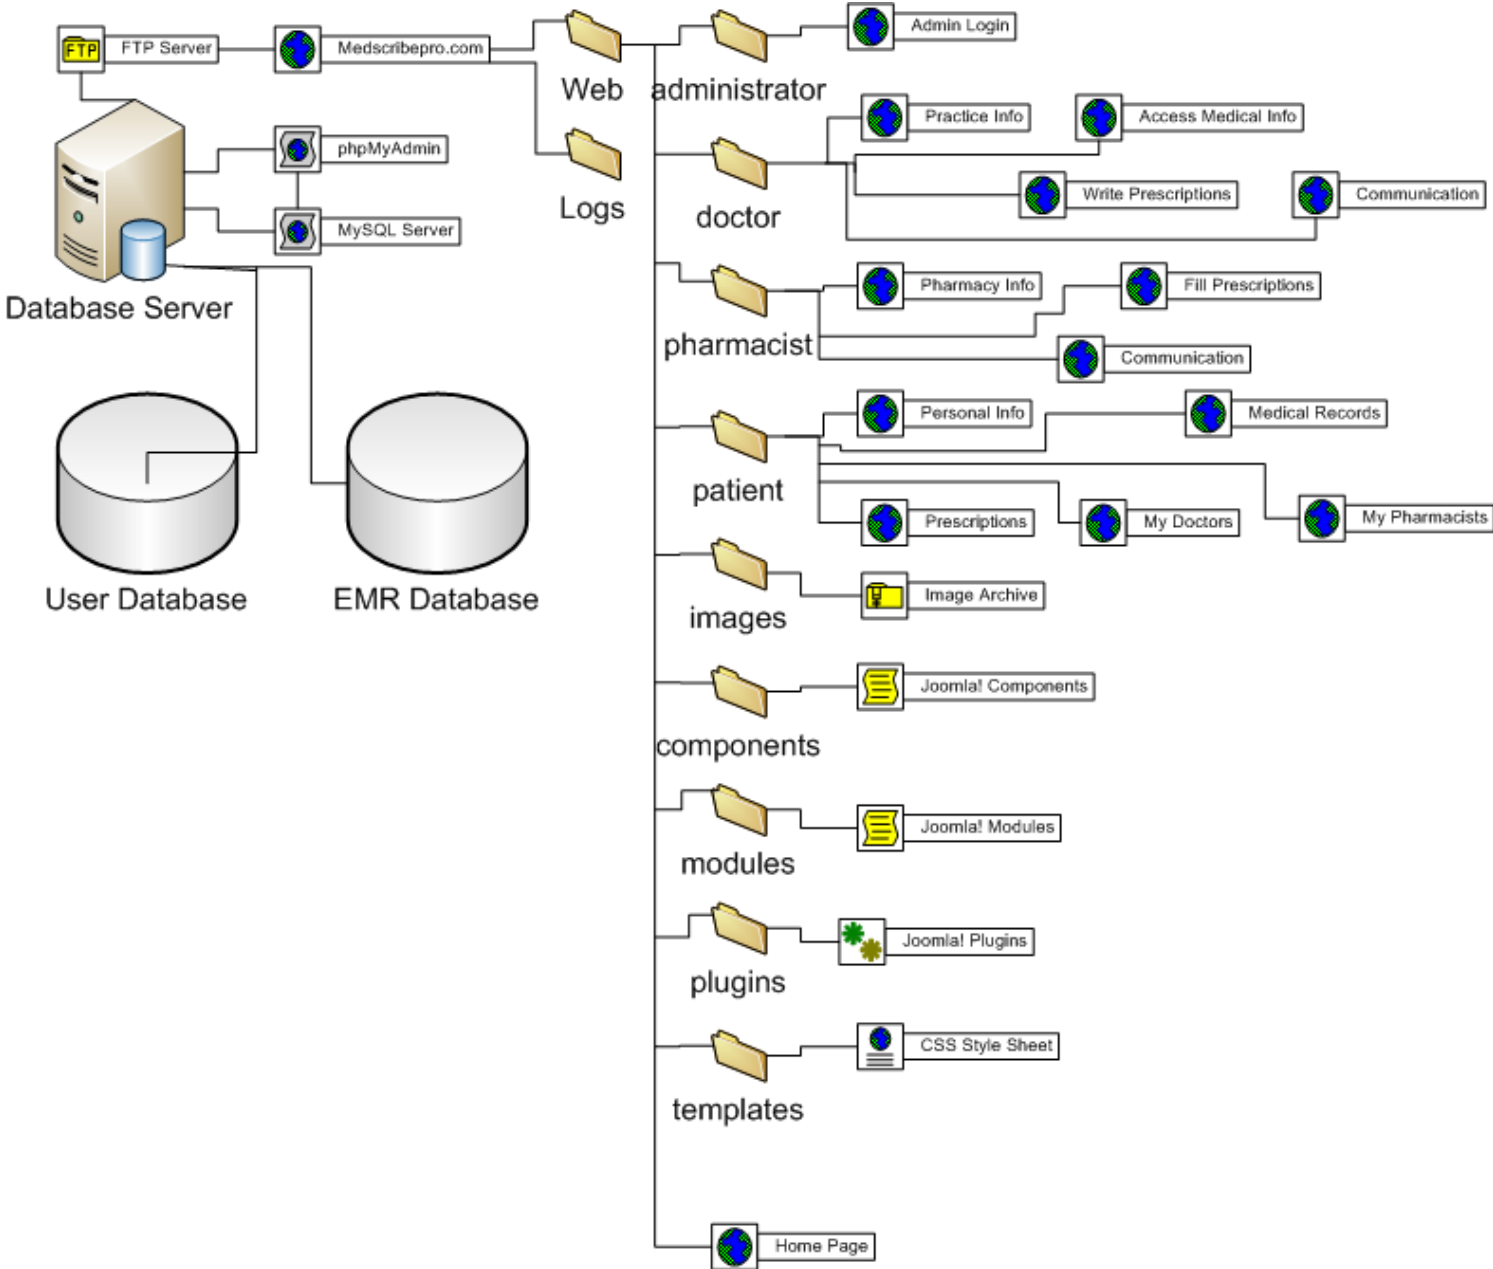 FTP
FTP Server
Medscribepro.com
Web
administrator
Admin Login
Practice Info
Access Medical Info
phpMyAdmin
Logs
doctor
Write Prescriptions
Communication
MySQL Server
Database Server
Pharmacy Info
Fill Prescriptions
pharmacist
Communication
Personal Info
Medical Records
patient
Prescriptions
My Doctors
My Pharmacists
User Database
EMR Database
images
Image Archive
components
Joomla! Components
modules
Joomla! Modules
plugins
Joomla! Plugins
templates
CSS Style Sheet
Home Page